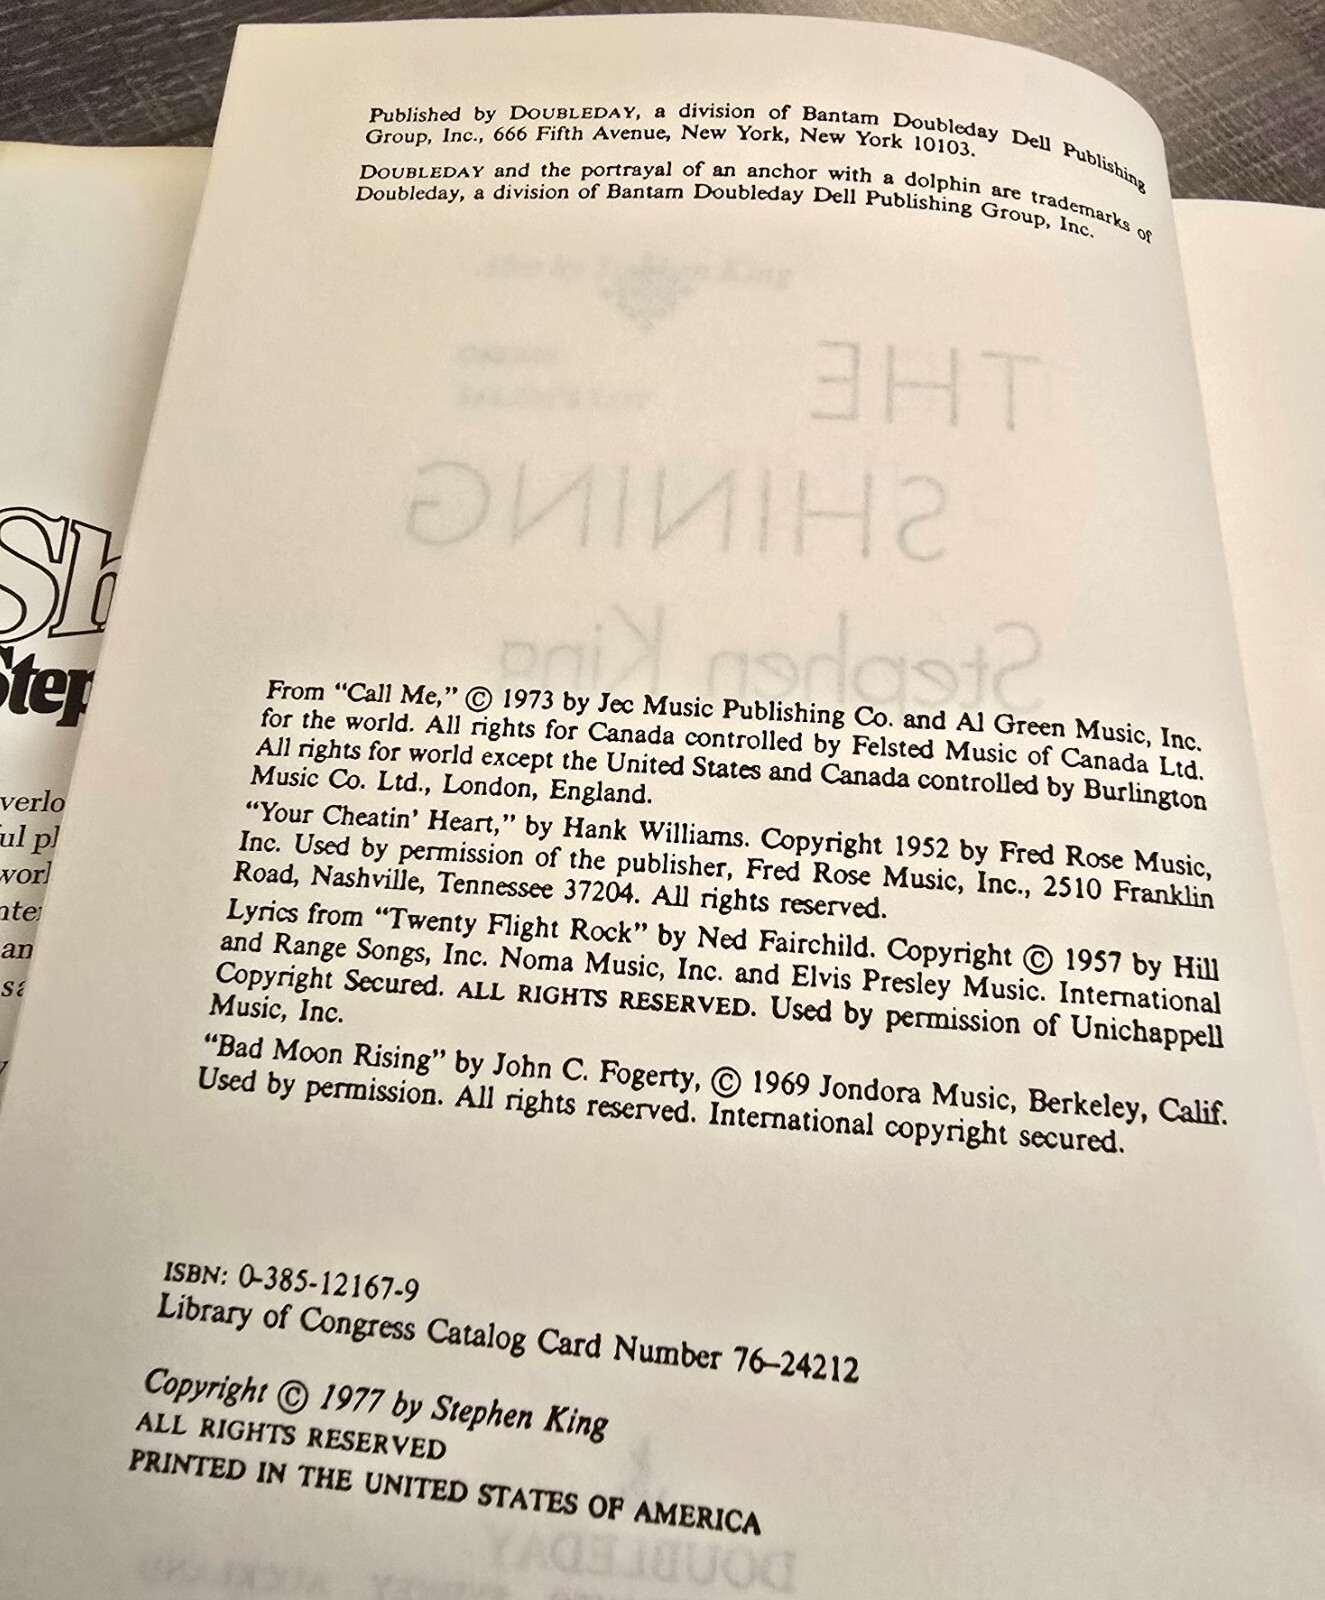 Published by DOUBLEDAY, a division of Bantam Doubleday Dell Publishing
Group, Inc., 666 Fifth Avenue, New York, New York 10103.
DOUBLEDAY and the portrayal of an anchor with a dolphin are trademarks of
Doubleday, a division of Bantam Doubleday Dell Publishing Group, Inc.
THE
SHINING
Stephen King
From “Call Me,” © 1973 by Jec Music Publishing Co. and Al Green Music, Inc.
for the world. All rights for Canada controlled by Felsted Music of Canada Ltd.
All rights for world except the United States and Canada controlled by Burlington
Music Co. Ltd., London, England.
“Your Cheatin’ Heart,” by Hank Williams. Copyright 1952 by Fred Rose Music,
Inc. Used by permission of the publisher, Fred Rose Music, Inc., 2510 Franklin
Road, Nashville, Tennessee 37204. All rights reserved.
Lyrics from “Twenty Flight Rock” by Ned Fairchild. Copyright © 1957 by Hill
and Range Songs, Inc. Noma Music, Inc. and Elvis Presley Music. International
Copyright Secured. ALL RIGHTS RESERVED. Used by permission of Unichappell
Music, Inc.
“Bad Moon Rising” by John C. Fogerty, © 1969 Jondora Music, Berkeley, Calif.
Used by permission. All rights reserved. International copyright secured.
ISBN: 0-385-12167-9
Library of Congress Catalog Card Number 76–24212
Copyright © 1977 by Stephen King
ALL RIGHTS RESERVED
PRINTED IN THE UNITED STATES OF AMERICA
DOUBLEDAY
SYDNEY AUCKLAND
Sh
Step